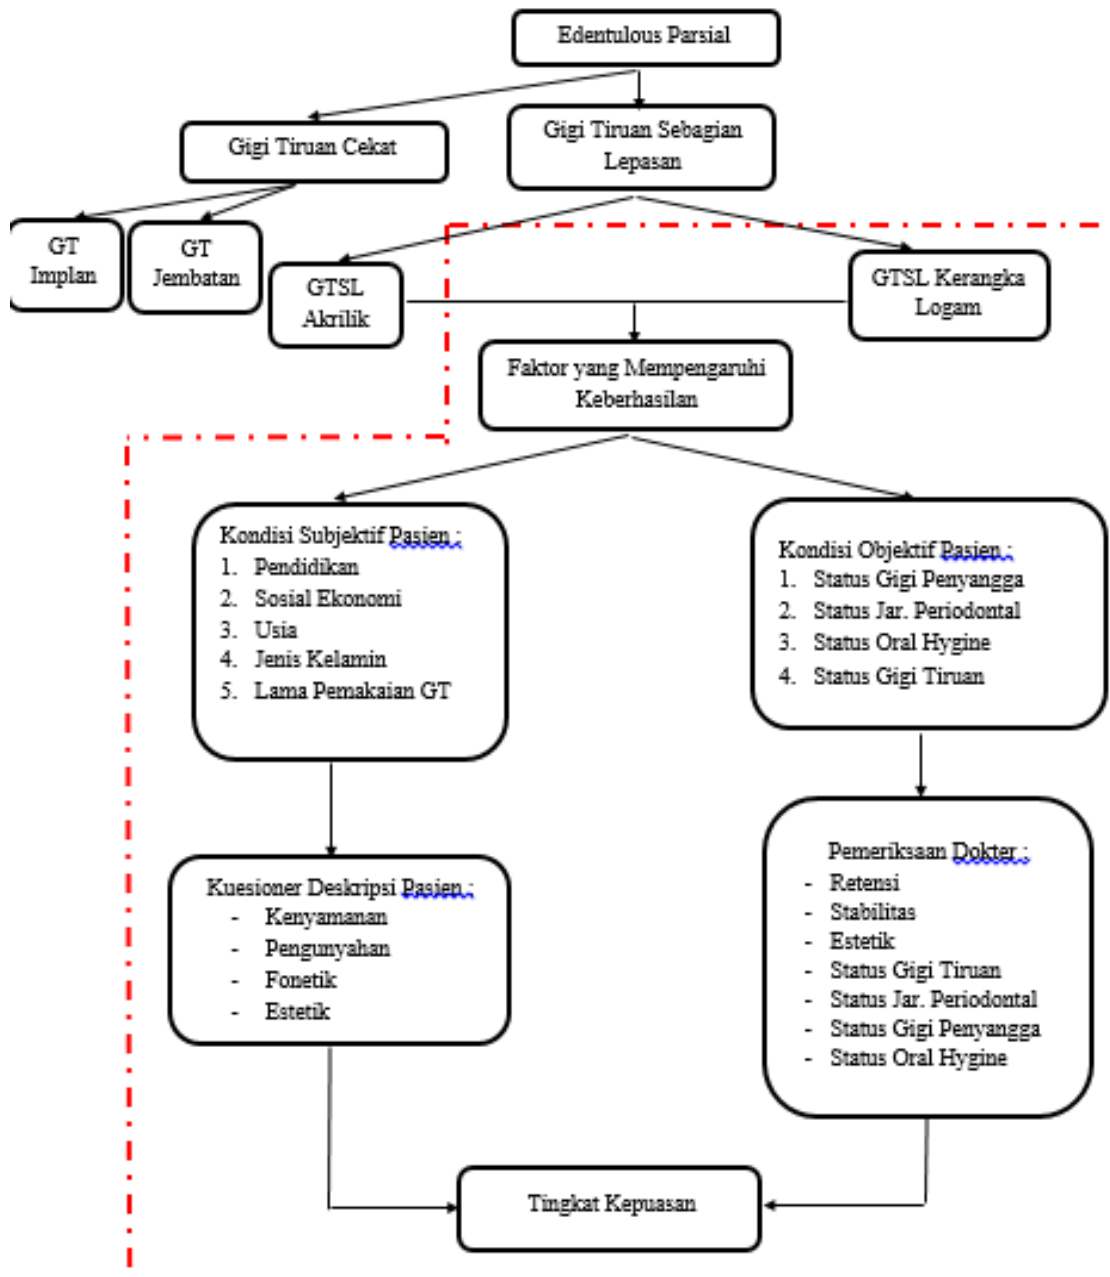 Edentulous Parsial
Gigi Tiruan Cekat
Gigi Tiruan Sebagian
Lepasan
GT
Implan
GT
Jembatan
GTSL
Akrilik
GTSL Kerangka
Logam
Faktor yang Mempengaruhi
Keberhasilan
Kondisi Subjektif Pasien :
1. Pendidikan
2. Sosial Ekonomi
3. Usia
4. Jenis Kelamin
5. Lama Pemakaian GT
Kondisi Objektif Pasien :
1. Status Gigi Penyangga
2. Status Jar. Periodontal
3. Status Oral Hygine
4. Status Gigi Tiruan
Kuesioner Deskripsi Pasien :
- Kenyamanan
- Pengunyahan
- Fonetik
- Estetik
Pemeriksaan Dokter :
- Retensi
- Stabilitas
- Estetik
- Status Gigi Tiruan
- Status Jar. Periodontal
- Status Gigi Penyangga
- Status Oral Hygine
Tingkat Kepuasan